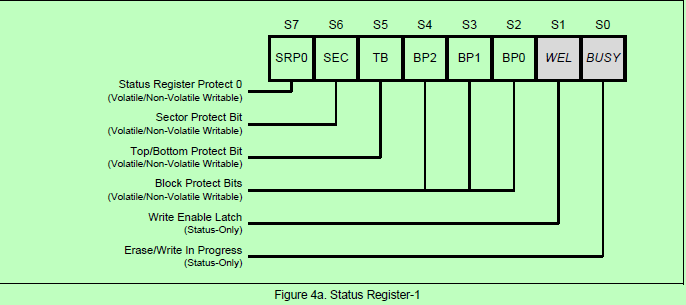 S7 S6 S5 S4 S3 S2 S1 S0
SRP0 SEC TB BP2 BP1 BP0 WEL BUSY
Status Register Protect 0
(Volatile/Non-Volatile Writable)
Sector Protect Bit
(Volatile/Non-Volatile Writable)
Top/Bottom Protect Bit
(Volatile/Non-Volatile Writable)
Block Protect Bits
(Volatile/Non-Volatile Writable)
Write Enable Latch
(Status-Only)
Erase/Write In Progress
(Status-Only)
Figure 4a. Status Register-1